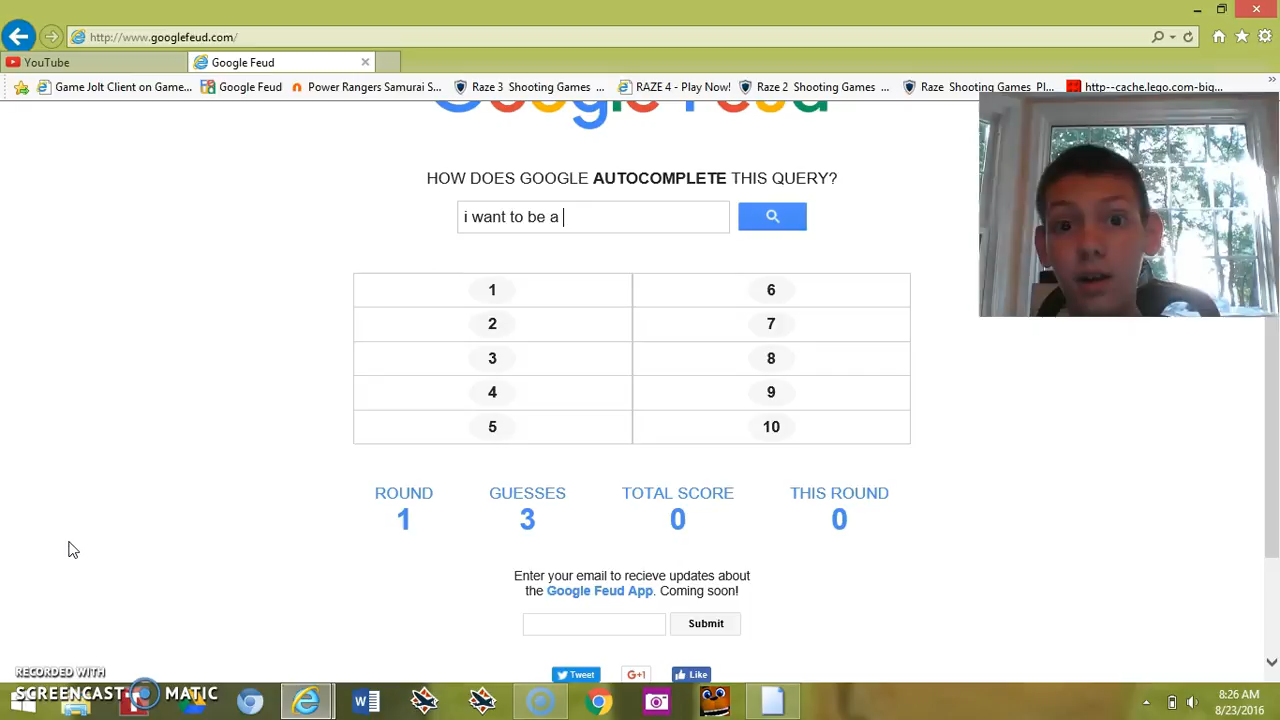 http://www.googlefeud.com/
YouTube
Google Feud
Game Jolt Client on Game...
Google Feud
Power Rangers Samurai S...
Raze 3 Shooting Games ...
RAZE 4 - Play Now!
Raze 2 Shooting Games ...
Raze Shooting Games Pl...
http--cache.lego.com-big...
Google Feud
HOW DOES GOOGLE AUTOCOMPLETE THIS QUERY?
i want to be a
1 6
2 7
3 8
4 9
5 10
ROUND GUESSES TOTAL SCORE THIS ROUND
1 3 0 0
Enter your email to recieve updates about
the Google Feud App. Coming soon!
Submit
Tweet
G+1
Like
RECORDED WITH
SCREENCAST MATIC
8:26 AM
8/23/2016